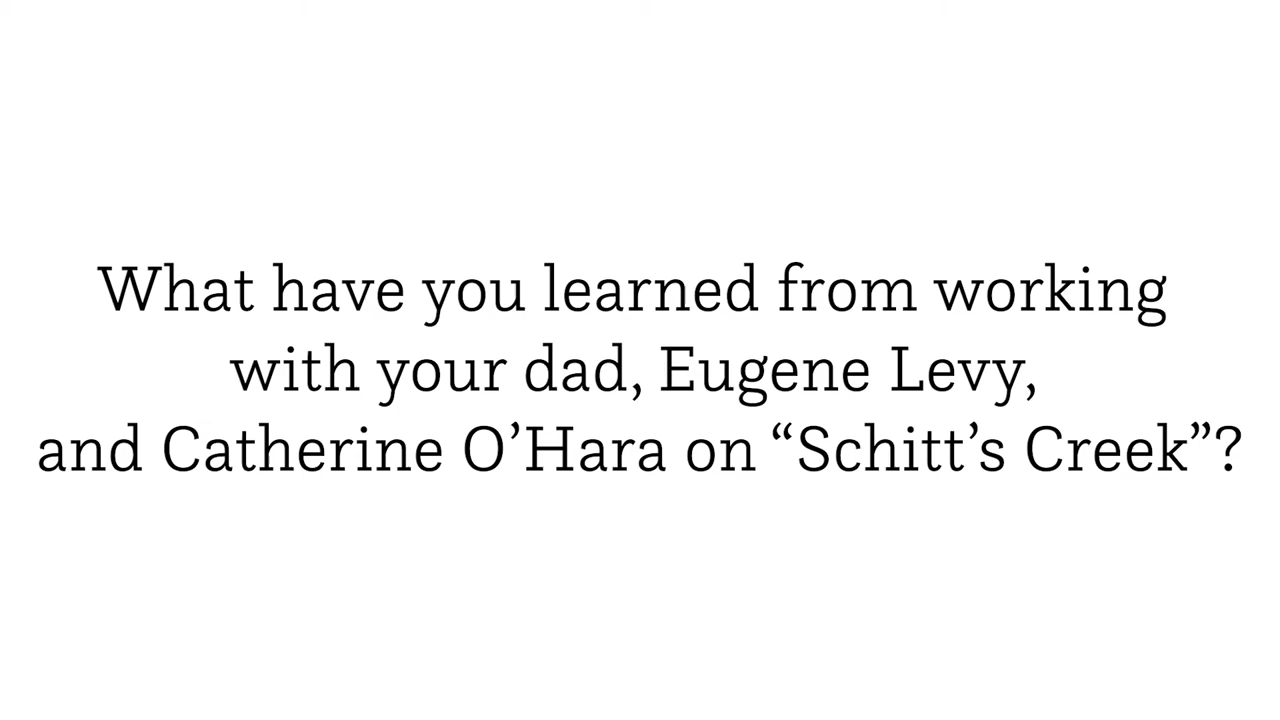 What have you learned from working
with your dad, Eugene Levy,
and Catherine O’Hara on “Schitt’s Creek”?